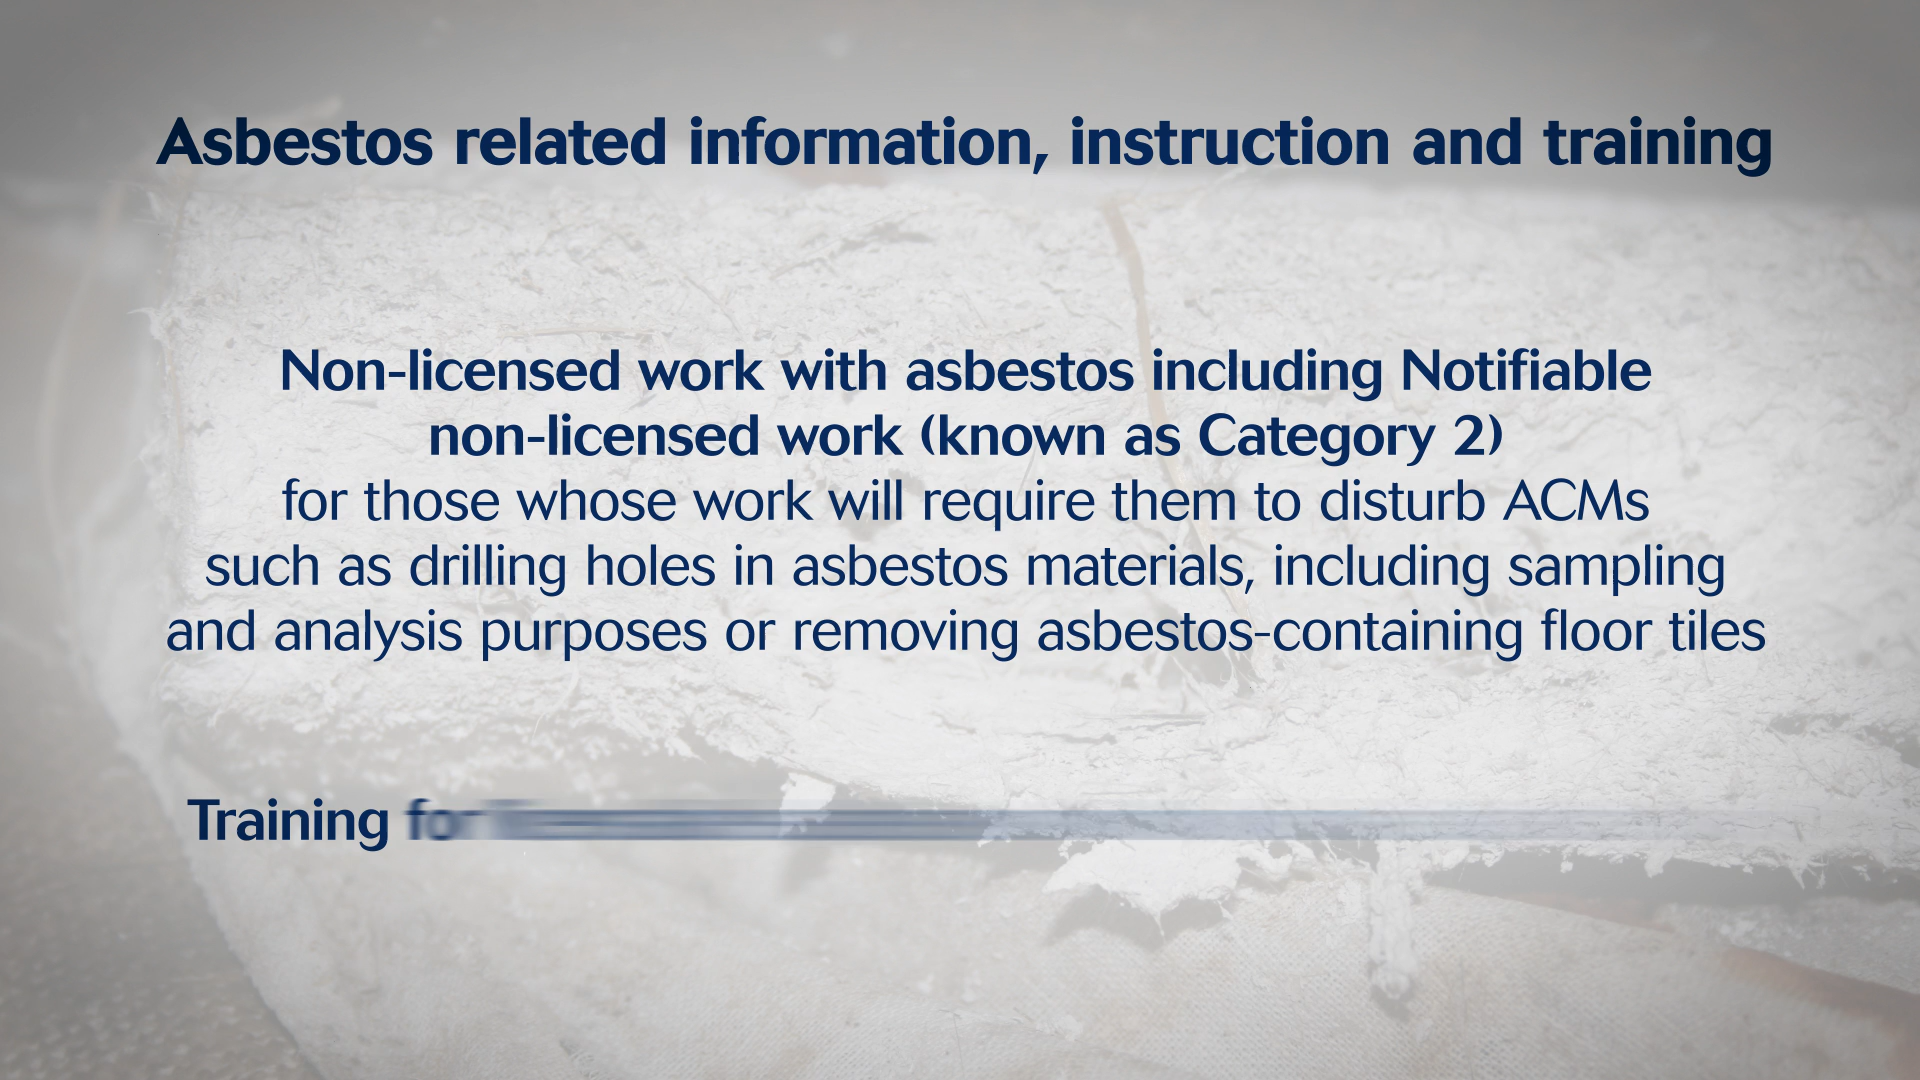 Asbestos related information, instruction and training
Non-licensed work with asbestos including Notifiable
non-licensed work (known as Category 2)
for those whose work will require them to disturb ACMs
such as drilling holes in asbestos materials, including sampling
and analysis purposes or removing asbestos-containing floor tiles
Training for